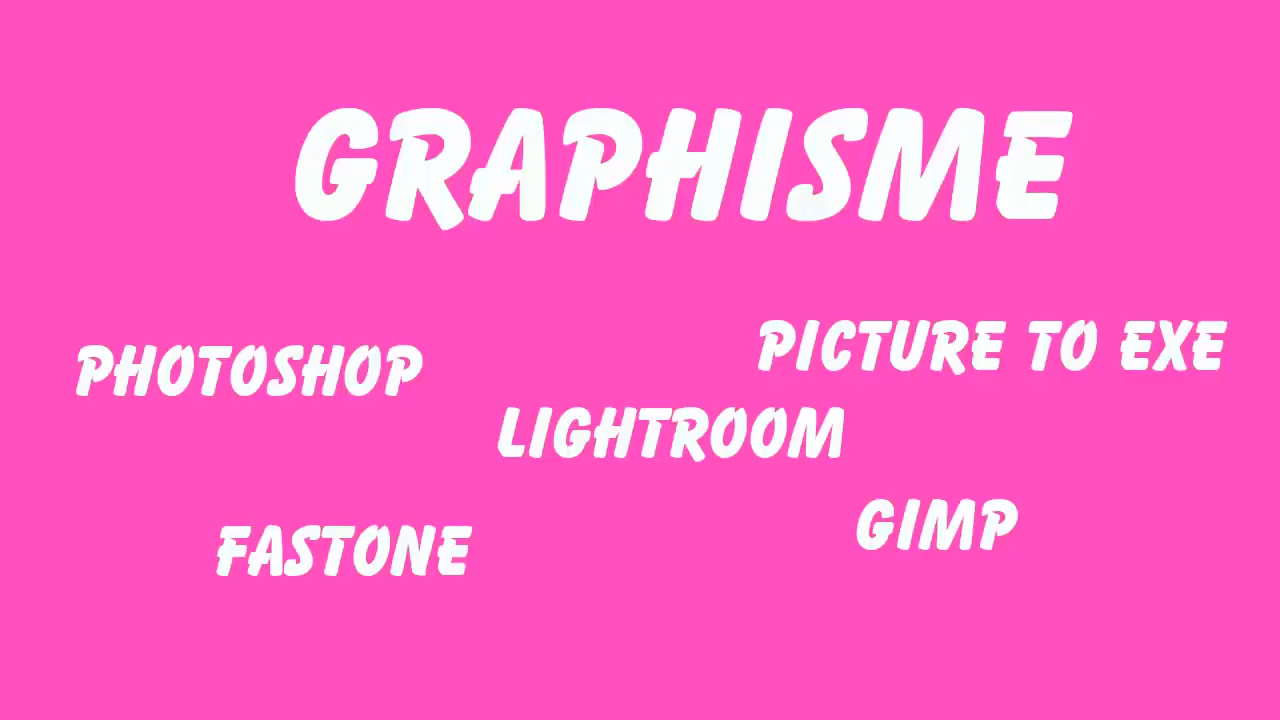 GRAPHISME
PHOTOSHOP
PICTURE TO EXE
LIGHTROOM
FASTONE
GIMP